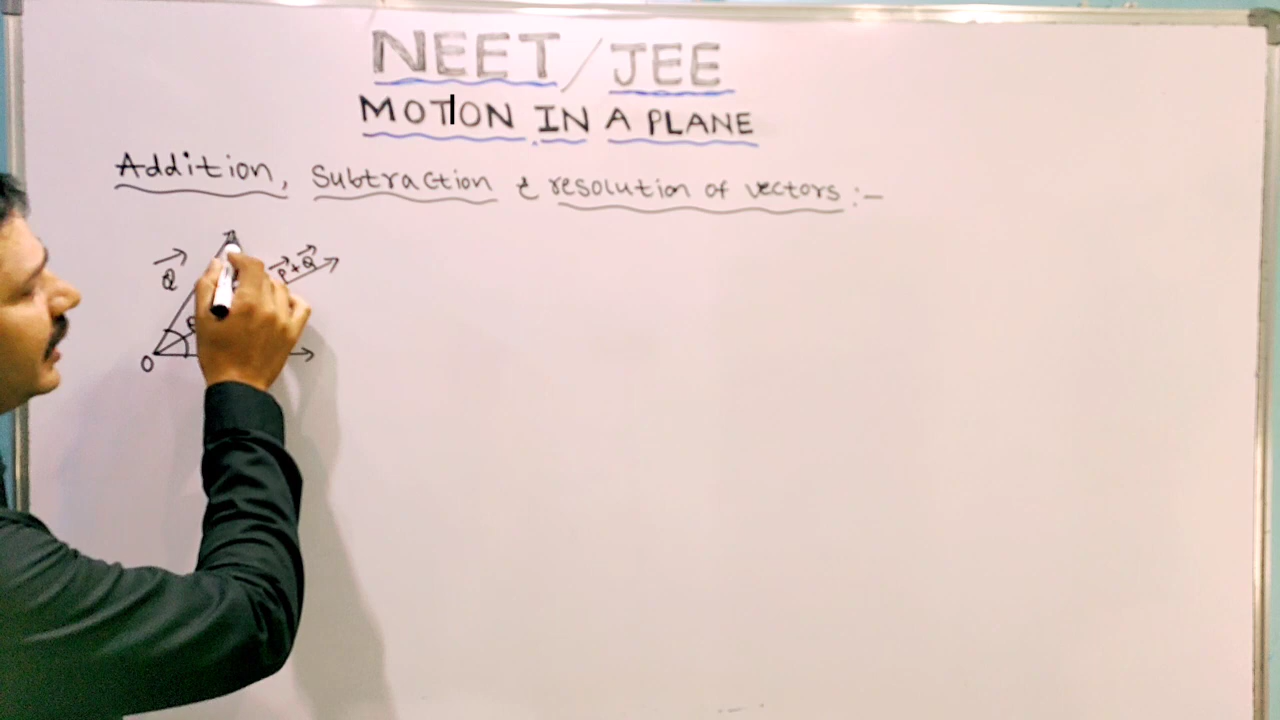 NEET/JEE
MOTION IN A PLANE
Addition, Subtraction & resolution of vectors :-
Q⃗
P⃗+Q⃗
O